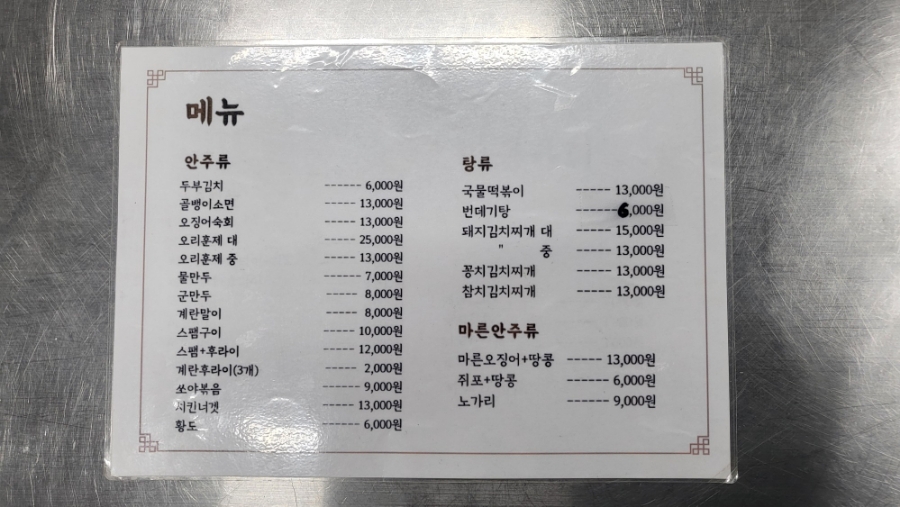 메뉴
안주류
두부김치 ------ 6,000원
골뱅이소면 ----- 13,000원
오징어숙회 ----- 13,000원
오리훈제 대 ----- 25,000원
오리훈제 중 ----- 13,000원
물만두 ------ 7,000원
군만두 ----- 8,000원
계란말이 ----- 8,000원
스팸구이 ----- 10,000원
스팸+후라이 ----- 12,000원
계란후라이(3개) ----- 2,000원
쏘야볶음 ----- 9,000원
치킨너겟 ----- 13,000원
황도 ------ 6,000원
탕류
국물떡볶이 ----- 13,000원
번데기탕 ------6,000원
돼지김치찌개 대 ----- 15,000원
" 중 ----- 13,000원
꽁치김치찌개 ----- 13,000원
참치김치찌개 ----- 13,000원
마른안주류
마른오징어+땅콩 ----- 13,000원
쥐포+땅콩 ------ 6,000원
노가리 ------ 9,000원